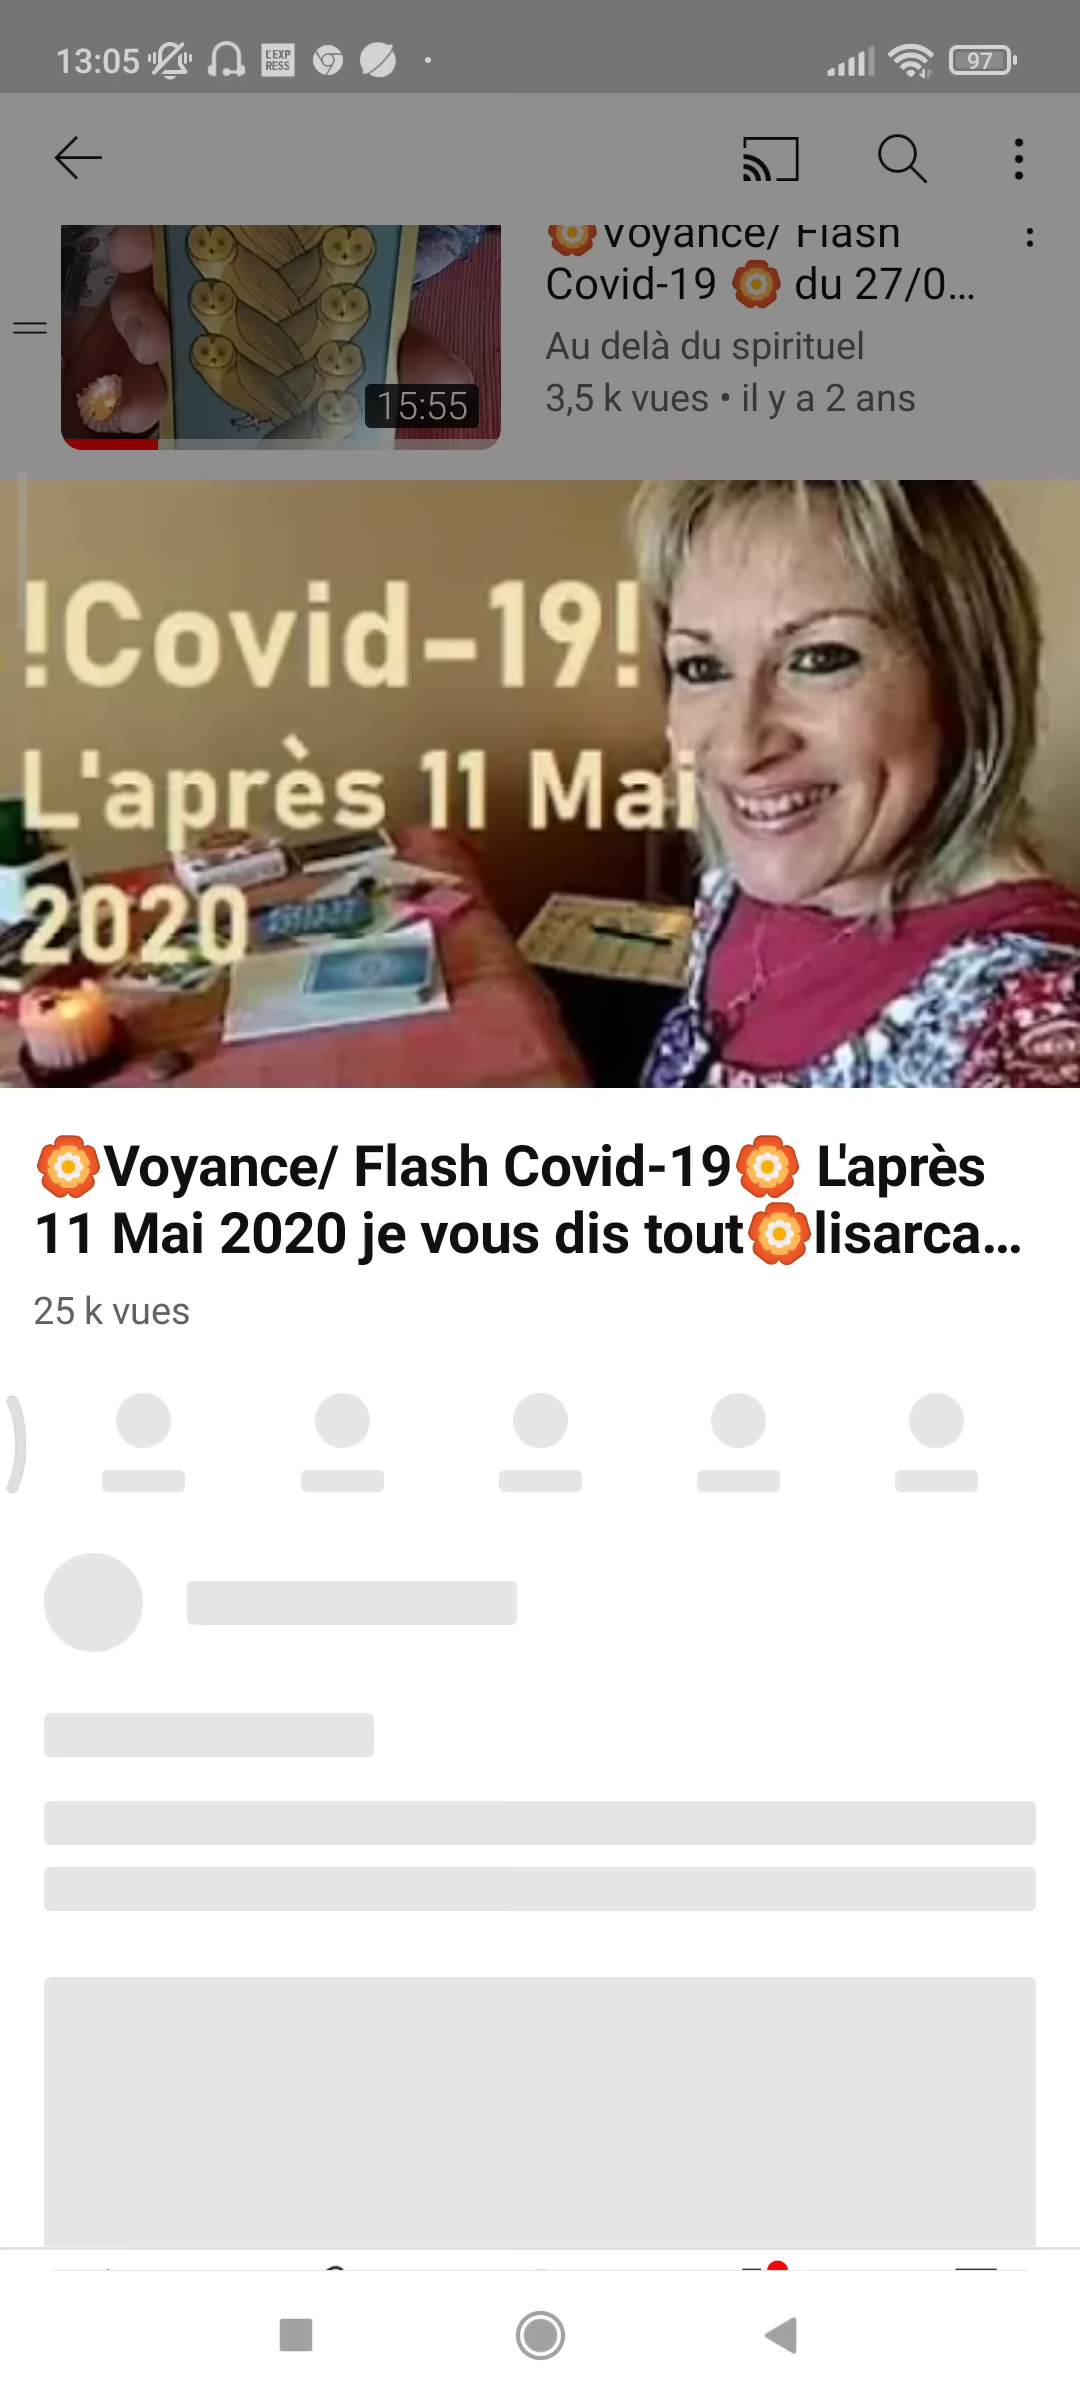 13:05
L'EXP
RESS
97
🏵️Voyance/ Flash
Covid-19 🏵️ du 27/0...
Au delà du spirituel
3,5 k vues • il y a 2 ans
15:55
!Covid-19!
L'après 11 Mai
2020
🏵️Voyance/ Flash Covid-19🏵️ L'après
11 Mai 2020 je vous dis tout🏵️lisarca...
25 k vues